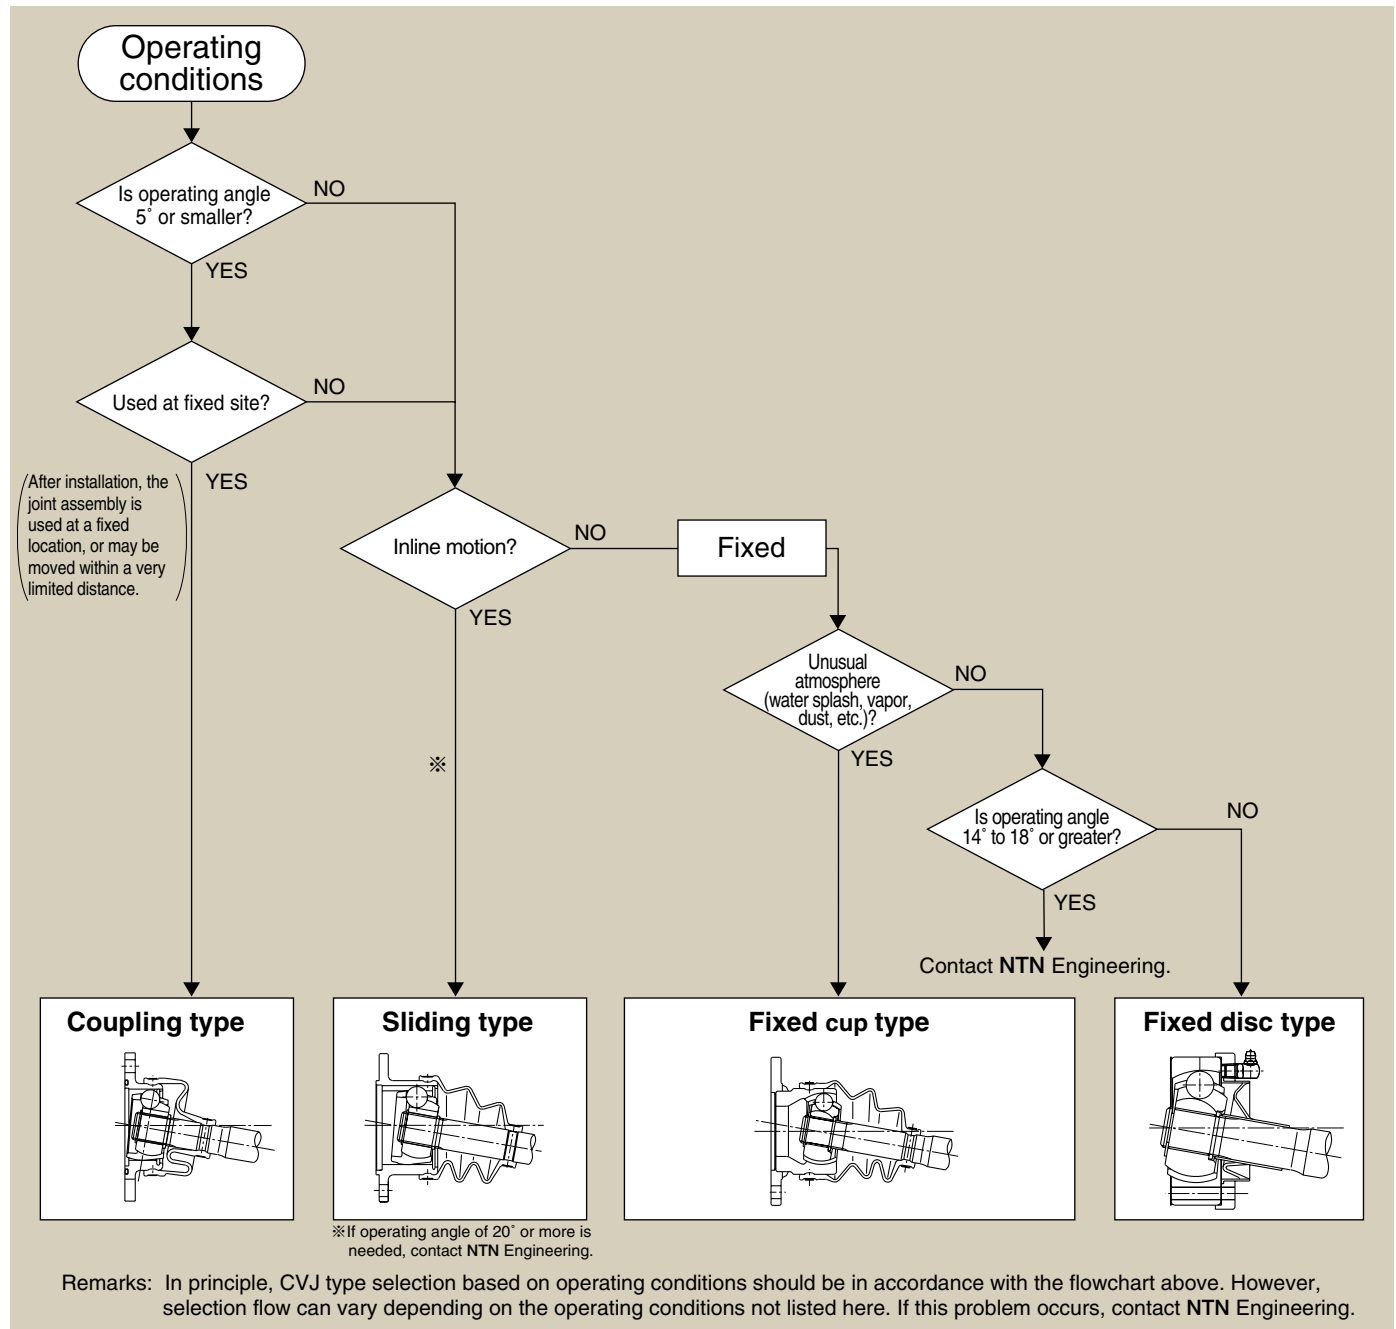 Operating
conditions
Is operating angle
5˚ or smaller?
NO
YES
Used at fixed site?
NO
YES
(After installation, the
joint assembly is
used at a fixed
location, or may be
moved within a very
limited distance.)
Inline motion?
NO
YES
Fixed
Unusual
atmosphere
(water splash, vapor,
dust, etc.)?
NO
YES
※
Is operating angle
14˚ to 18˚ or greater?
NO
YES
Contact NTN Engineering.
Coupling type
Sliding type
Fixed cup type
Fixed disc type
※If operating angle of 20˚ or more is
needed, contact NTN Engineering.
Remarks: In principle, CVJ type selection based on operating conditions should be in accordance with the flowchart above. However,
selection flow can vary depending on the operating conditions not listed here. If this problem occurs, contact NTN Engineering.